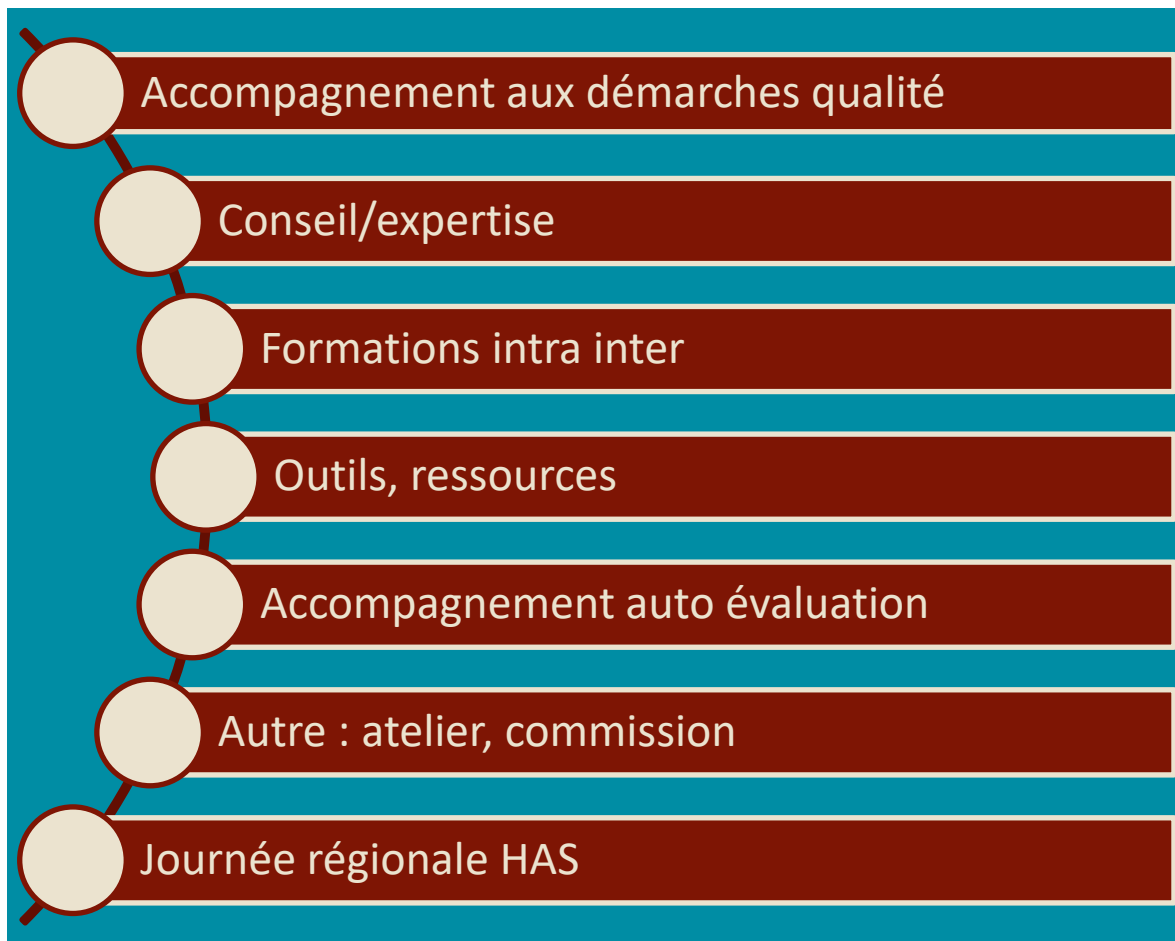 Accompagnement aux démarches qualité
Conseil/expertise
Formations intra inter
Outils, ressources
Accompagnement auto évaluation
Autre : atelier, commission
Journée régionale HAS